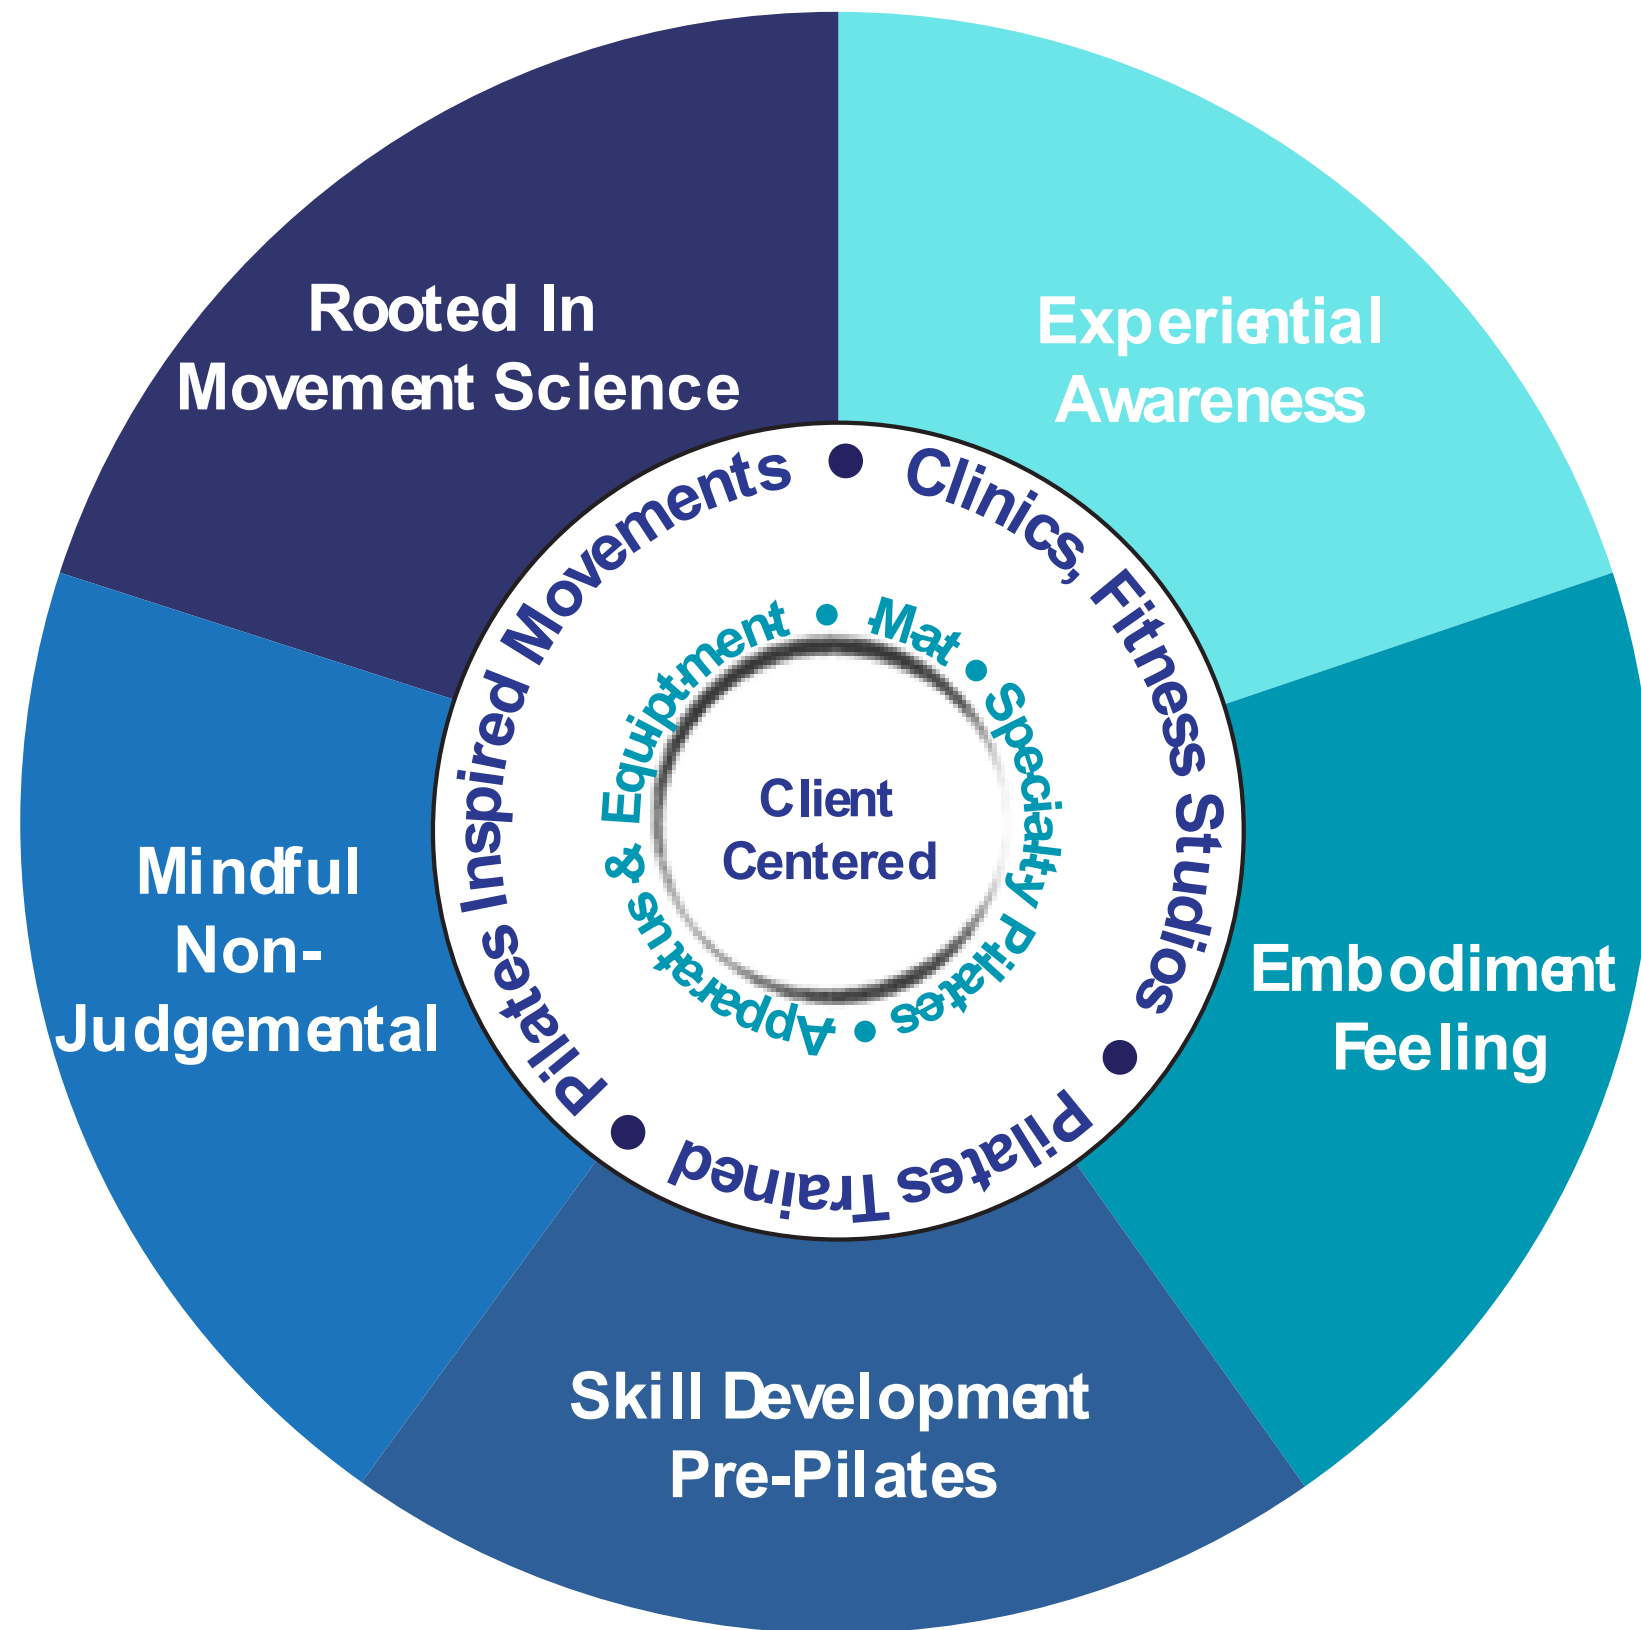 Rooted In
Movement Science
Experiential
Awareness
Embodiment
Feeling
Skill Development
Pre-Pilates
Mindful
Non-
Judgemental
Clinics, Fitness Studios • Pilates Trained • Pilates Inspired Movements •
Mat • Specialty Pilates • Apparatus & Equiptment •
Client
Centered